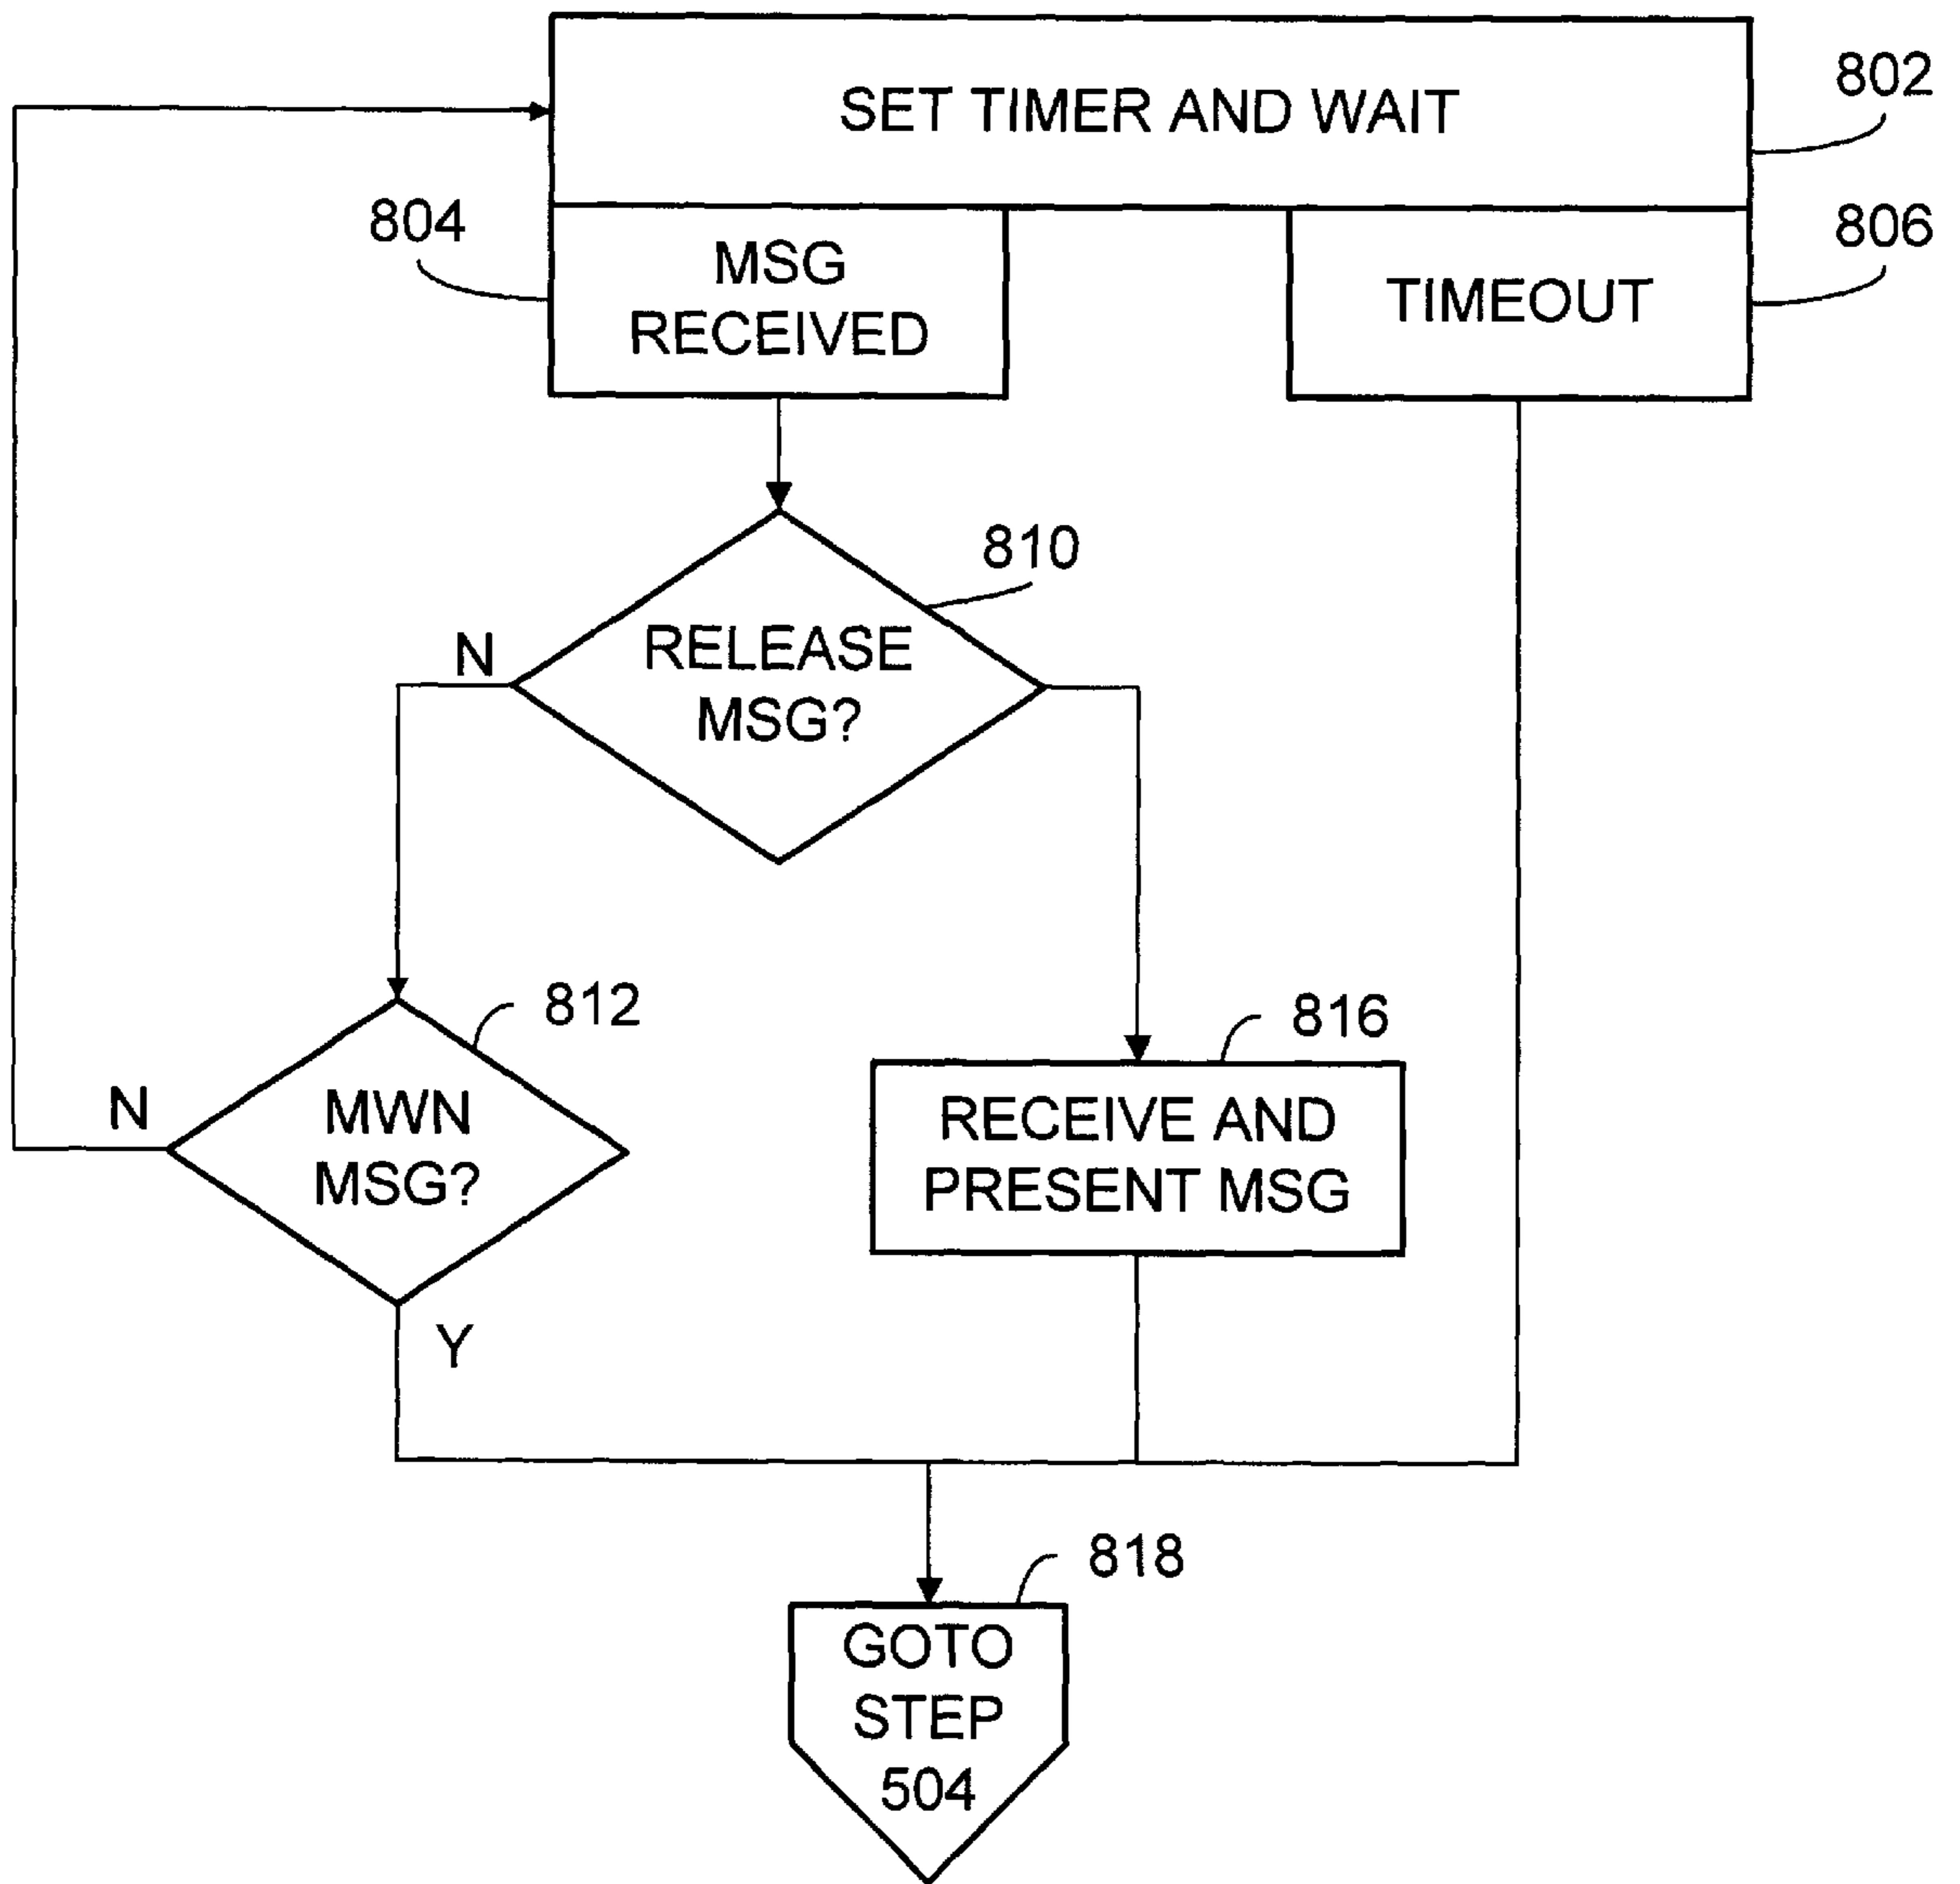 SET TIMER AND WAIT
802
804
MSG
RECEIVED
TIMEOUT
806
810
RELEASE
MSG?
N
812
MWN
MSG?
N
Y
816
RECEIVE AND
PRESENT MSG
818
GOTO
STEP
504